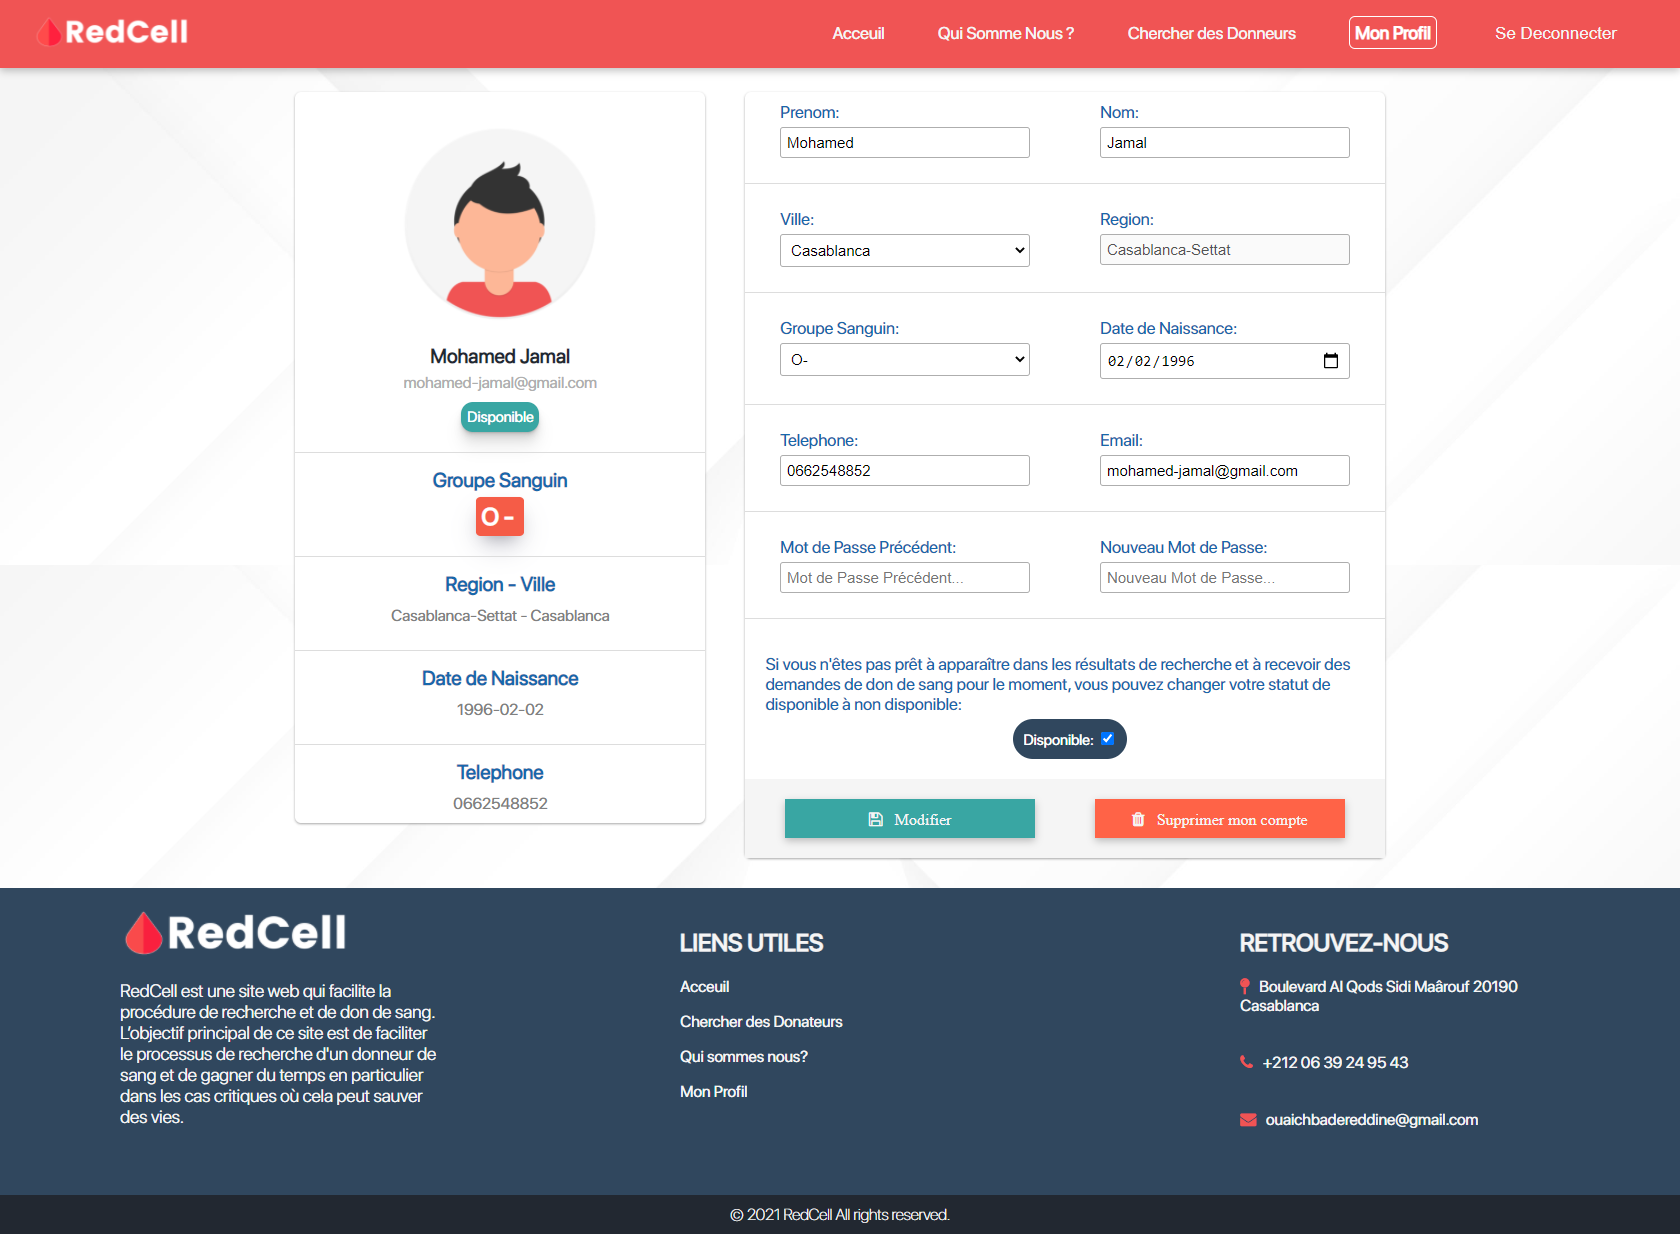 RedCell
Acceuil
Qui Somme Nous ?
Chercher des Donneurs
Mon Profil
Se Deconnecter
Mohamed Jamal
mohamed-jamal@gmail.com
Disponible
Groupe Sanguin
O -
Region - Ville
Casablanca-Settat - Casablanca
Date de Naissance
1996-02-02
Telephone
0662548852
Prenom:
Mohamed
Nom:
Jamal
Ville:
Casablanca
Region:
Casablanca-Settat
Groupe Sanguin:
O-
Date de Naissance:
02/02/1996
Telephone:
0662548852
Email:
mohamed-jamal@gmail.com
Mot de Passe Précédent:
Mot de Passe Précédent...
Nouveau Mot de Passe:
Nouveau Mot de Passe...
Si vous n'êtes pas prêt à apparaître dans les résultats de recherche et à recevoir des
demandes de don de sang pour le moment, vous pouvez changer votre statut de
disponible à non disponible:
Disponible:
Modifier
Supprimer mon compte
RedCell
RedCell est une site web qui facilite la
procédure de recherche et de don de sang.
L’objectif principal de ce site est de faciliter
le processus de recherche d'un donneur de
sang et de gagner du temps en particulier
dans les cas critiques où cela peut sauver
des vies.
LIENS UTILES
Acceuil
Chercher des Donateurs
Qui sommes nous?
Mon Profil
RETROUVEZ-NOUS
Boulevard Al Qods Sidi Maârouf 20190
Casablanca
+212 06 39 24 95 43
ouaichbadereddine@gmail.com
© 2021 RedCell All rights reserved.